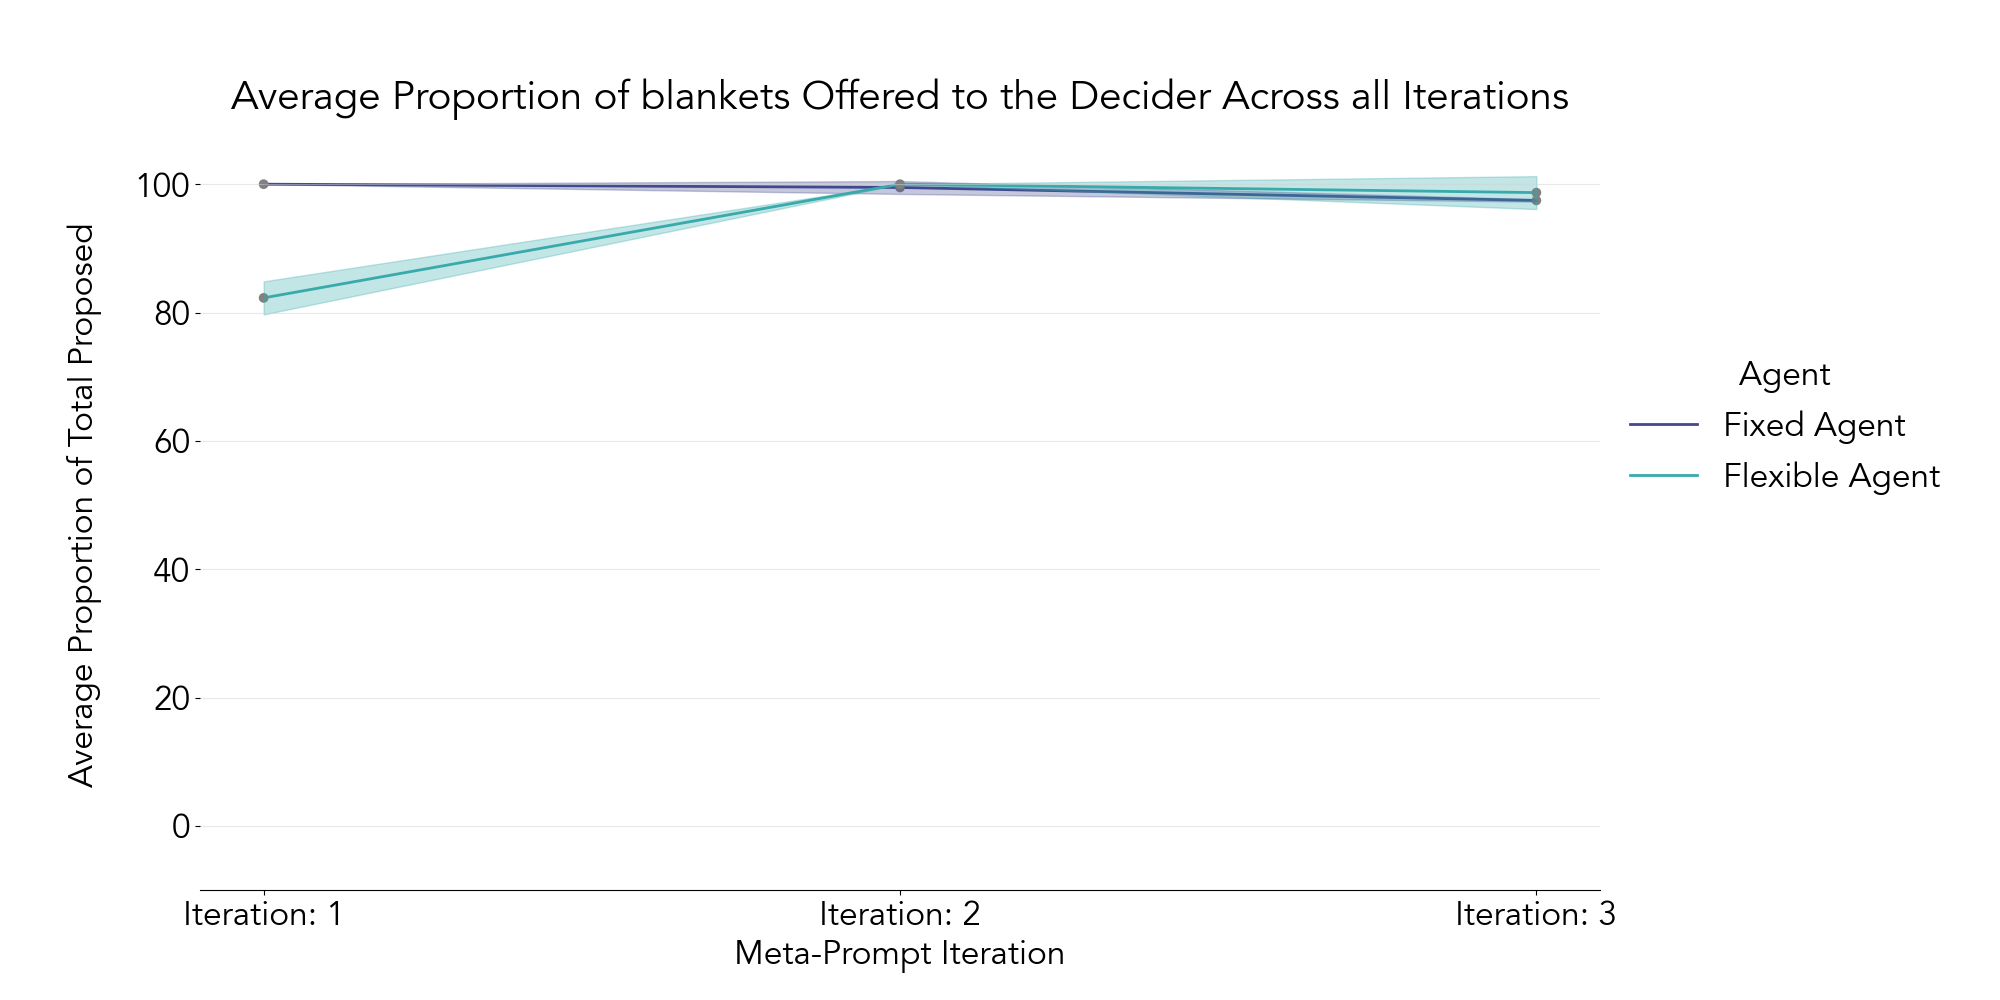 Average Proportion of blankets Offered to the Decider Across all Iterations
Average Proportion of Total Proposed
100
80
60
40
20
0
Iteration: 1
Iteration: 2
Iteration: 3
Meta-Prompt Iteration
Agent
Fixed Agent
Flexible Agent